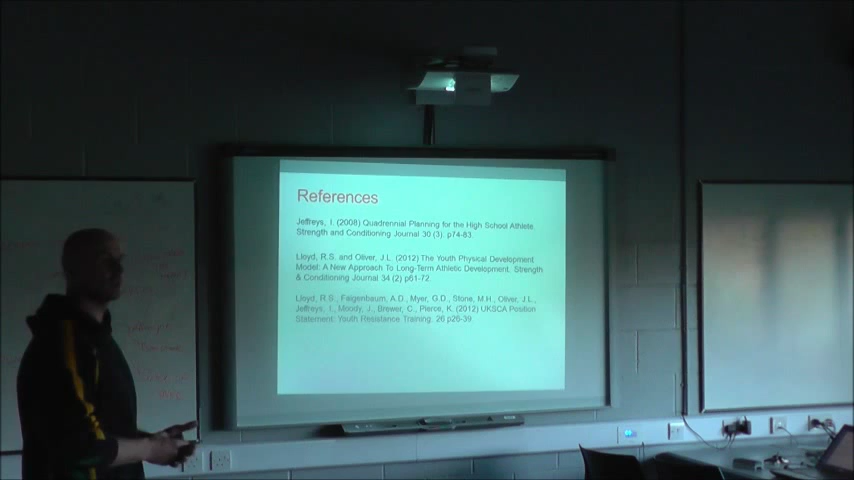 References
Jeffreys, I. (2008) Quadrennial Planning for the High School Athlete.
Strength and Conditioning Journal 30 (3). p74-83.
Lloyd, R.S. and Oliver, J.L. (2012) The Youth Physical Development
Model: A New Approach To Long-Term Athletic Development. Strength
& Conditioning Journal 34 (2) p61-72.
Lloyd, R.S., Faigenbaum, A.D., Myer, G.D., Stone, M.H., Oliver, J.L.,
Jeffreys, I., Moody, J., Brewer, C., Pierce, K. (2012) UKSCA Position
Statement: Youth Resistance Training. 26 p26-39.